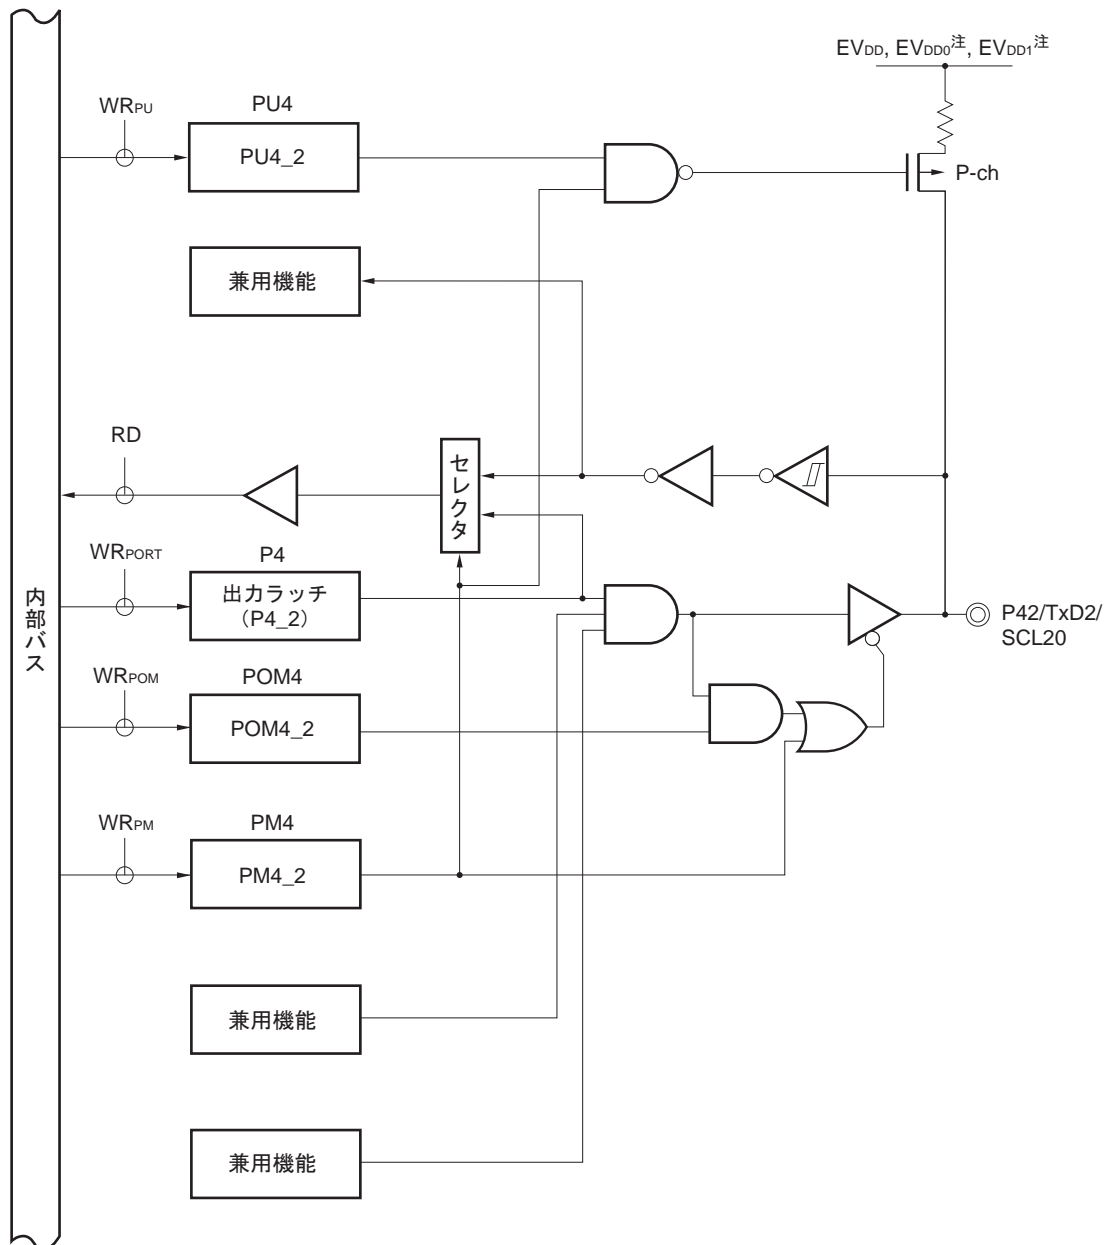 EVDD, EVDD0注, EVDD1注
WRPU
PU4
PU4_2
P-ch
兼用機能
RD
セレクタ
WRPORT
P4
出力ラッチ
（P4_2）
内部バス
P42/TxD2/
SCL20
WRPOM
POM4
POM4_2
WRPM
PM4
PM4_2
兼用機能
兼用機能